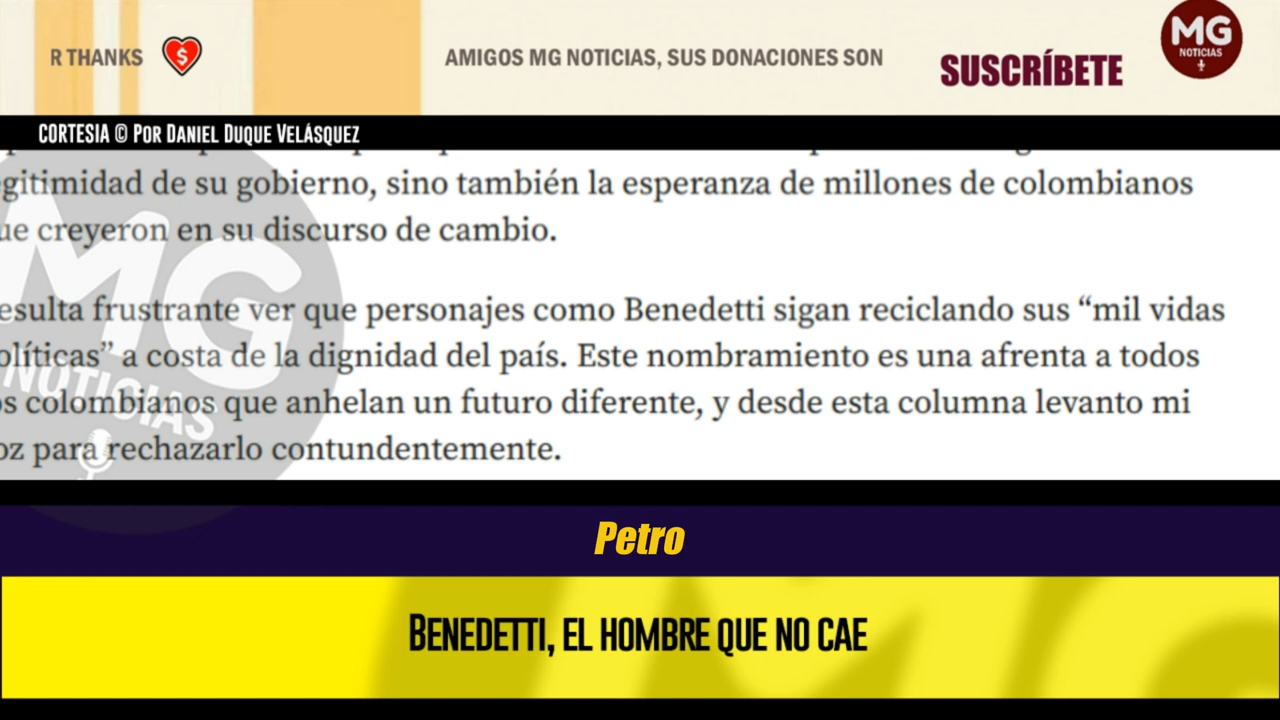 R THANKS
AMIGOS MG NOTICIAS, SUS DONACIONES SON
SUSCRÍBETE
MG
NOTICIAS
CORTESIA © POR DANIEL DUQUE VELÁSQUEZ
egitimidad de su gobierno, sino también la esperanza de millones de colombianos
ue creyeron en su discurso de cambio.
esulta frustrante ver que personajes como Benedetti sigan reciclando sus “mil vidas
olíticas” a costa de la dignidad del país. Este nombramiento es una afrenta a todos
os colombianos que anhelan un futuro diferente, y desde esta columna levanto mi
oz para rechazarlo contundentemente.
MG
NOTICIAS
Petro
BENEDETTI, EL HOMBRE QUE NO CAE